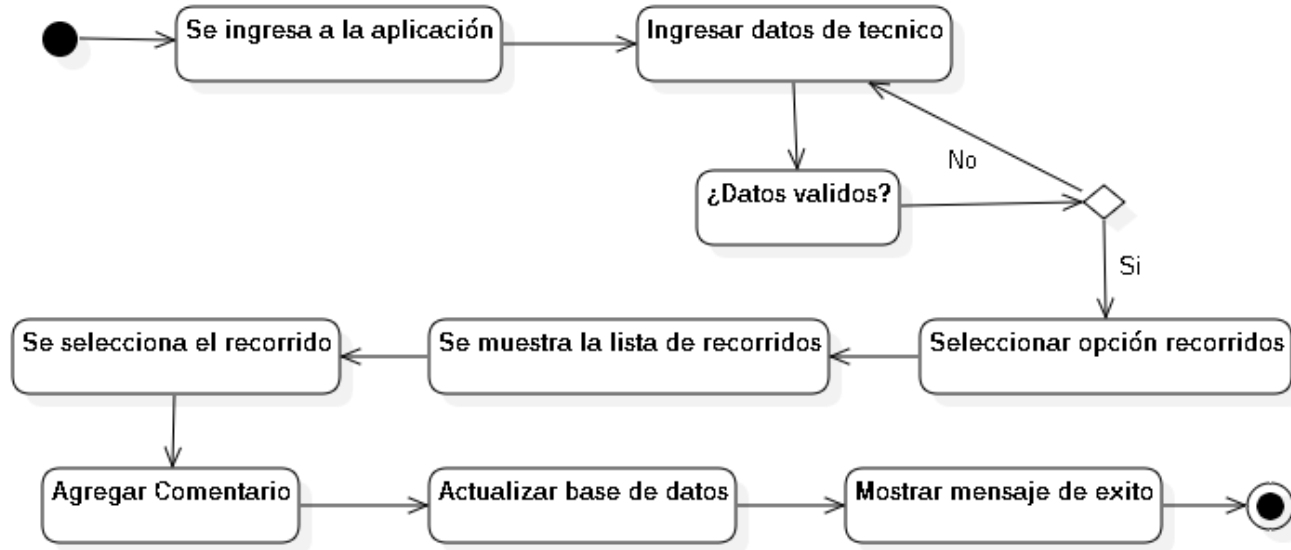 Se ingresa a la aplicación
Ingresar datos de tecnico
No
¿Datos validos?
Si
Se selecciona el recorrido
Se muestra la lista de recorridos
Seleccionar opción recorridos
Agregar Comentario
Actualizar base de datos
Mostrar mensaje de exito